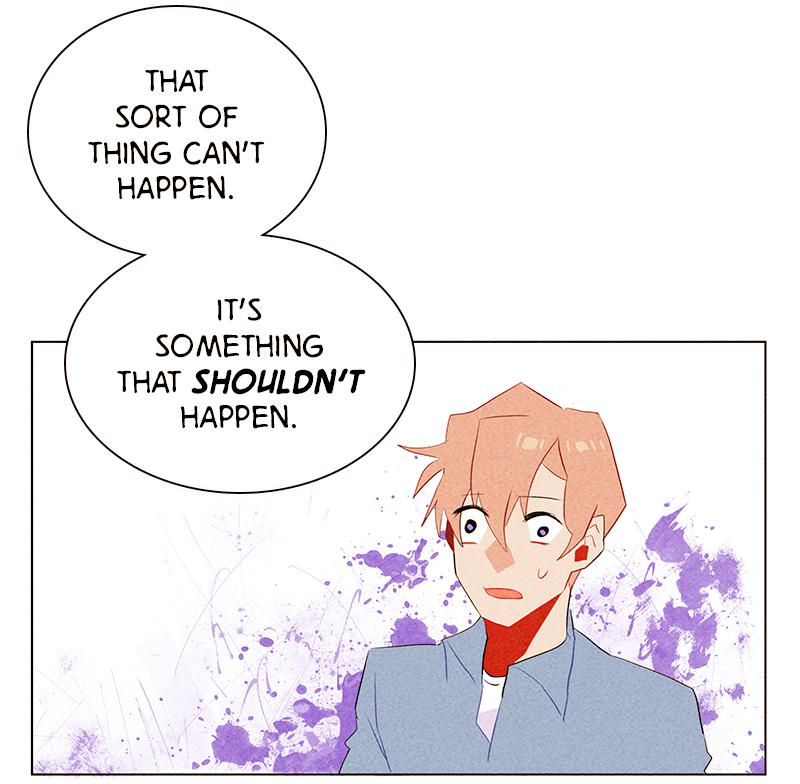 THAT
SORT OF
THING CAN'T
HAPPEN.
IT'S
SOMETHING
THAT SHOULDN'T
HAPPEN.